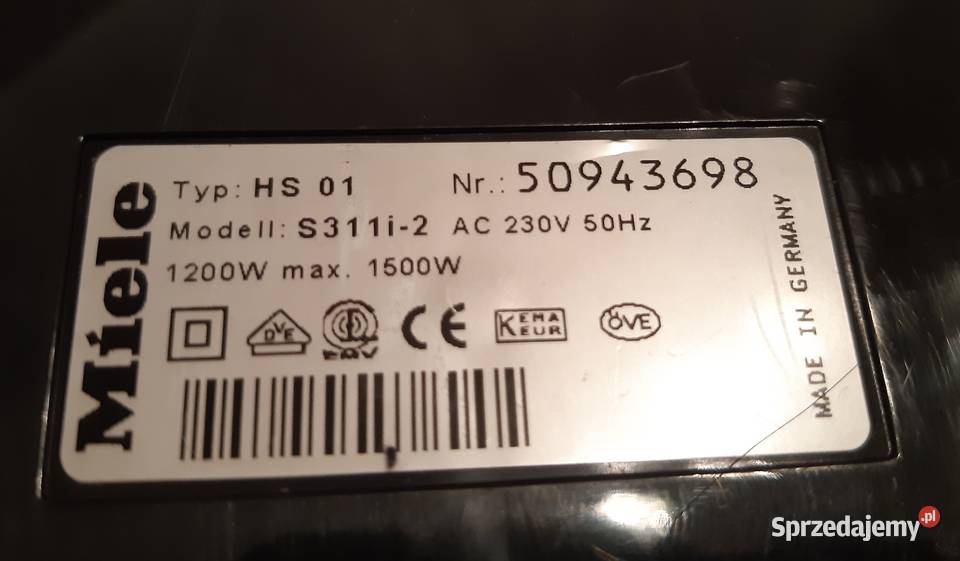 Miele
Typ: HS 01 Nr.: 50943698
Modell: S311i-2 AC 230V 50Hz
1200W max. 1500W
DVE CE KEMA KEUR ÖVE
MADE IN GERMANY
Sprzedajemy.pl